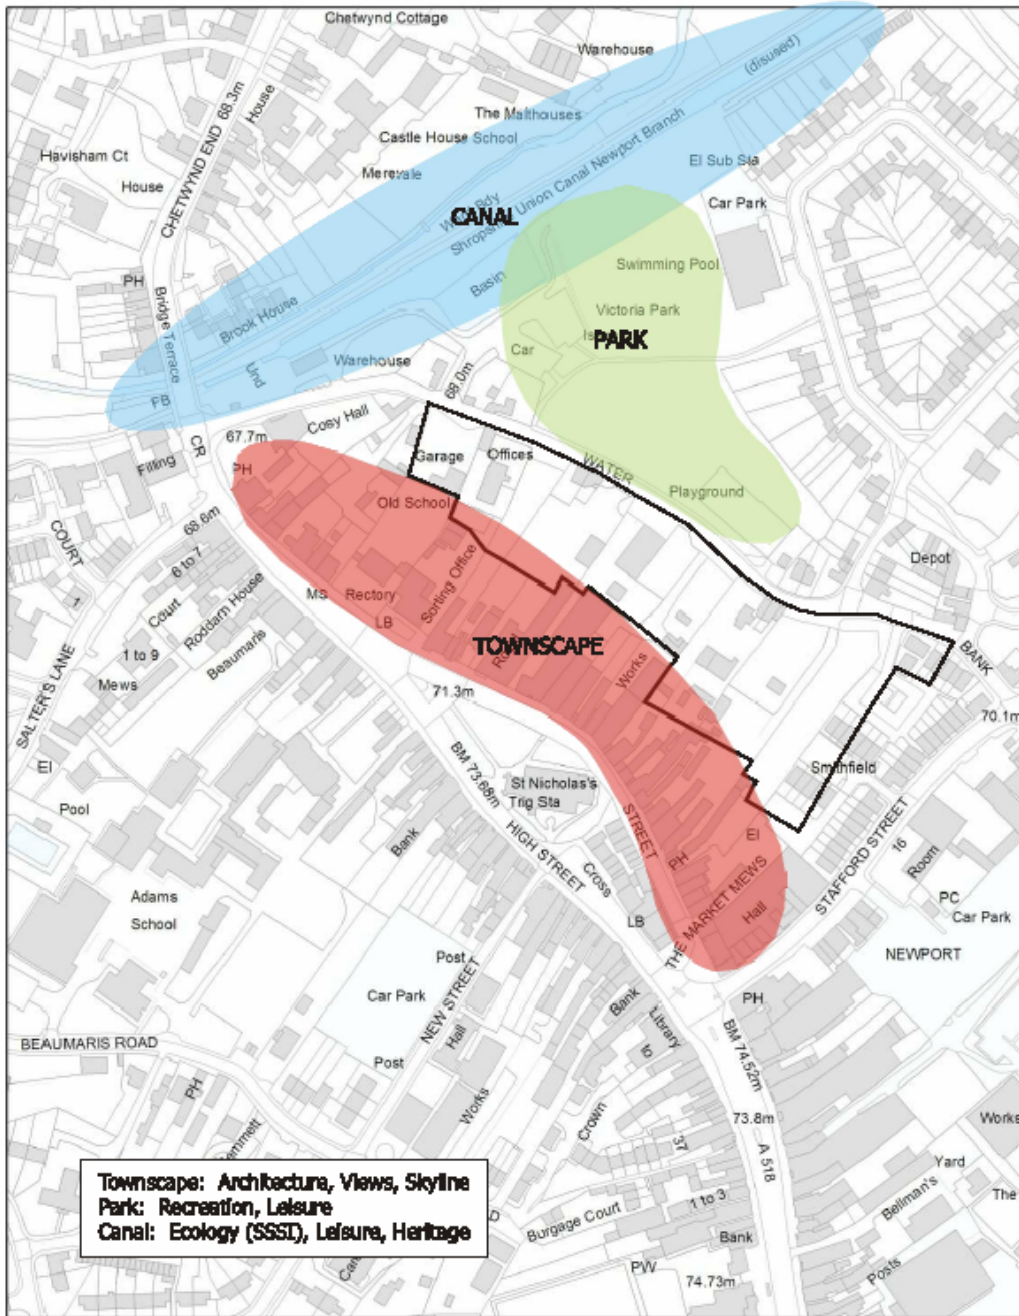 Chetwynd Cottage
Warehouse
(disused)
CHETWYND END 68.3m
House
The Malthouses
Castle House School
Havisham Ct
House
Merevale
El Sub Sta
Car Park
CANAL
Shropshire Union Canal Newport Branch
Swimming Pool
PH
Basin
Victoria Park
Bridge Terrace
Brook House
PARK
Car
Warehouse
Und
68.0m
FB
Cosy Hall
CR
67.7m
Filling
PH
Garage
Offices
WATER
Playground
Old School
68.6m
COURT
1
6 to 7
Court
Roddam House
Sorting Office
Depot
MS
Rectory
LB
Beaumaris
1 to 9
Mews
TOWNSCAPE
Works
BANK
SALTER'S LANE
71.3m
70.1m
El
BM 73.68m
Smithfield
St Nicholas's
Trig Sta
Pool
STREET
HIGH STREET
Bank
El
STAFFORD STREET
16
Room
Cross
PH
Adams
School
THE MARKET MEWS
Hall
LB
PC
Car Park
NEWPORT
Post
Car Park
NEW STREET
Hall
Bank
Library
to
PH
BEAUMARIS ROAD
BM 74.52m
Post
PH
Works
Crown
37
73.8m
A 518
Works
Yard
Bellman's
The
Townscape: Architecture, Views, Skyline
Park: Recreation, Leisure
Canal: Ecology (SSSI), Leisure, Heritage
D
1 to 3
Burgage Court
Bank
PW
74.73m
Posts